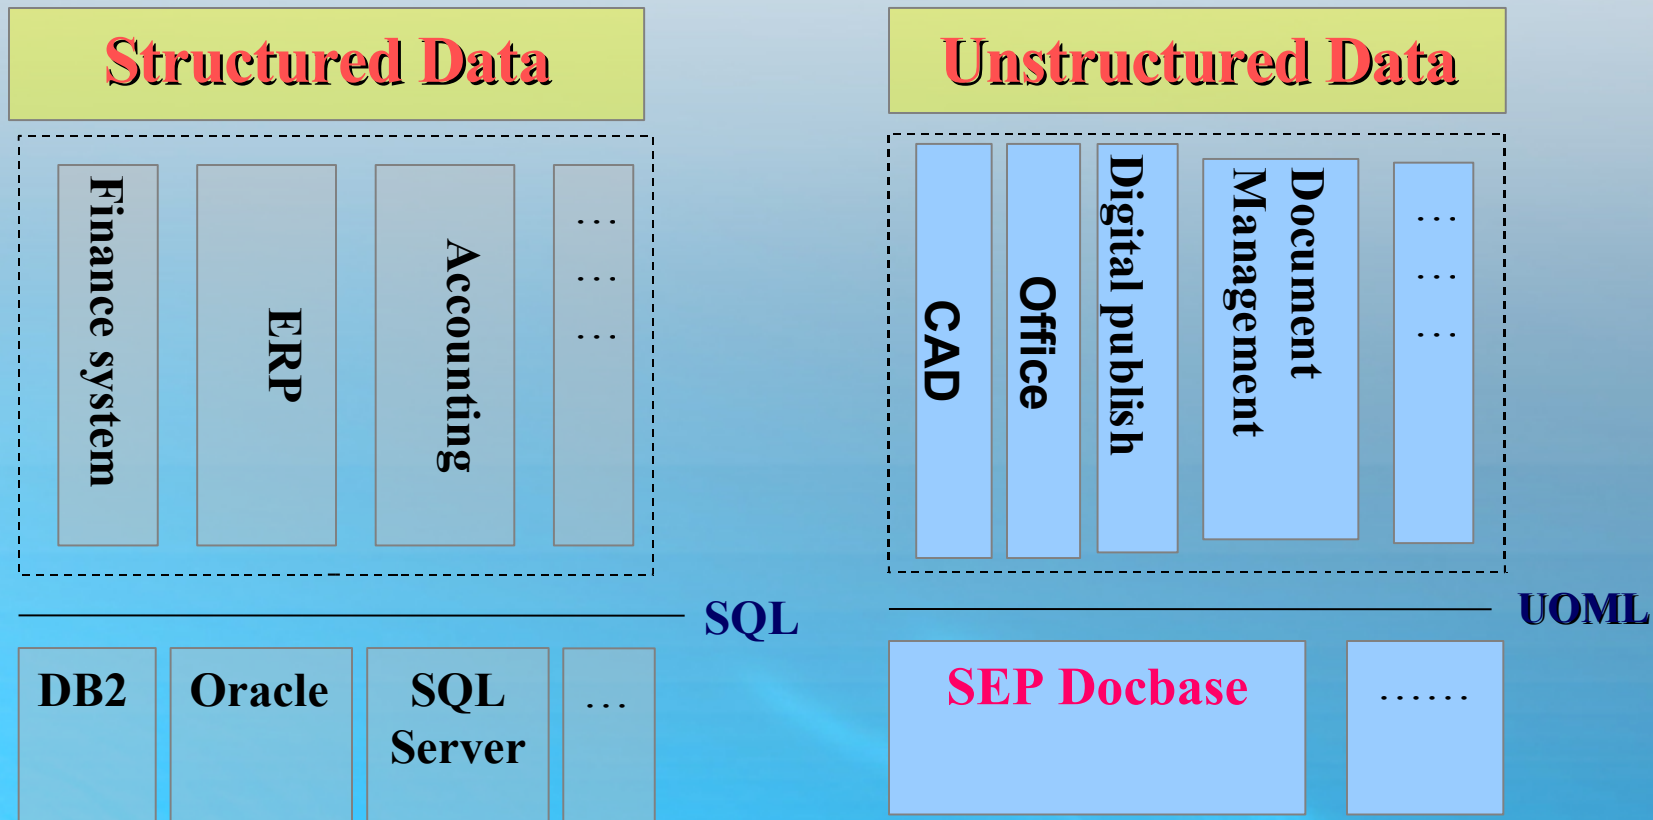 Structured Data
Finance system
ERP
Accounting
…
…
…
SQL
DB2
Oracle
SQL
Server
…
Unstructured Data
CAD
Office
Digital publish
Document
Management
…
…
…
UOML
SEP Docbase
……